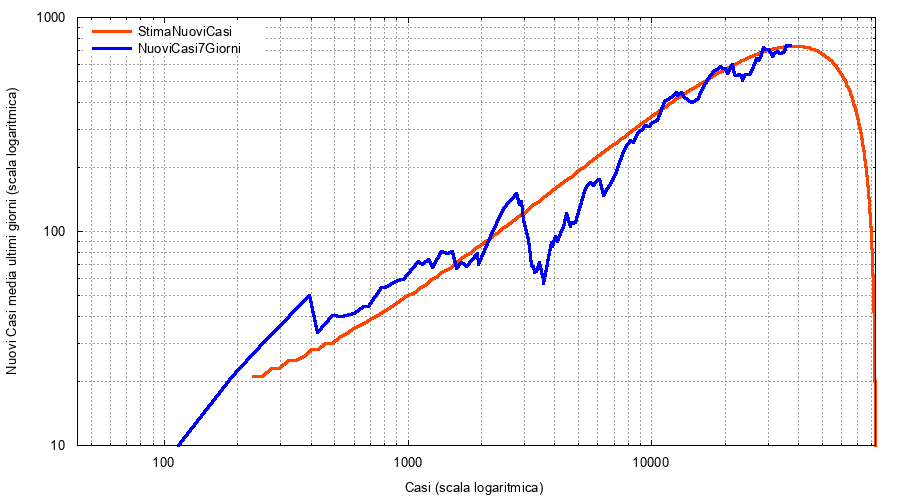 1000
StimaNuoviCasi
NuoviCasi7Giorni
Nuovi Casi media ultimi giorni (scala logaritmica)
100
10
100
1000
10000
Casi (scala logaritmica)